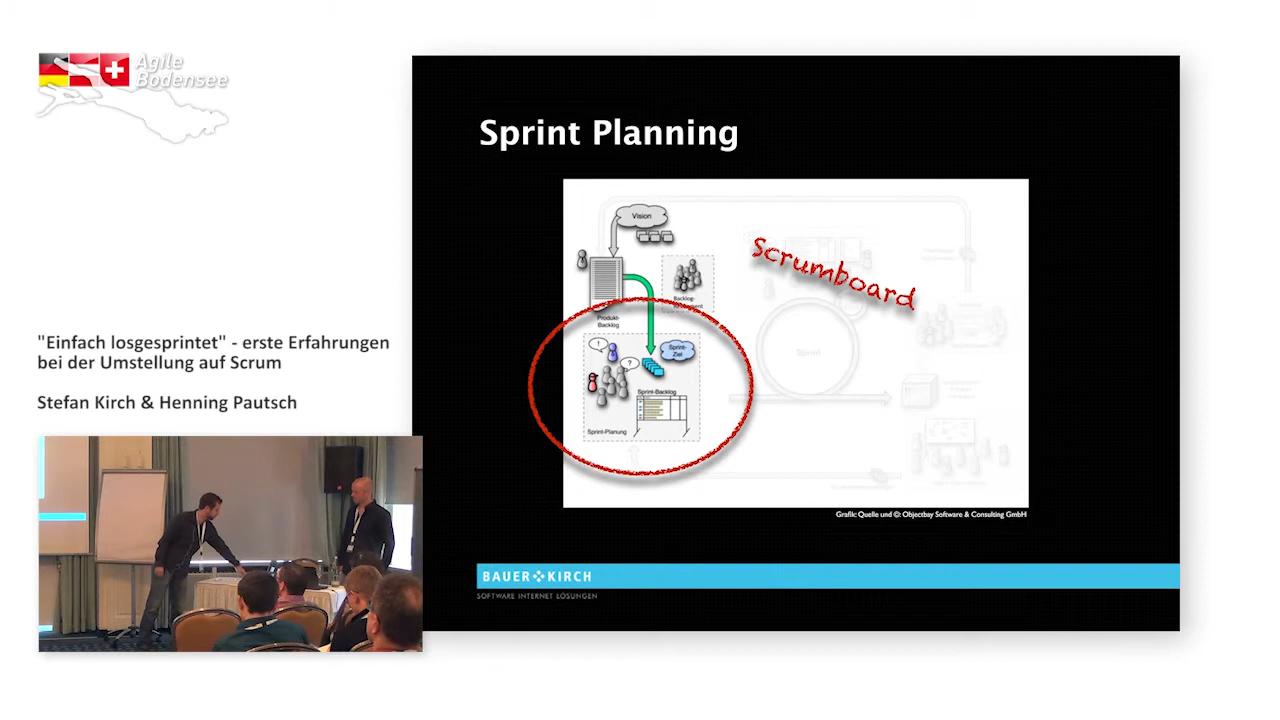 Agile
Bodensee
"Einfach losgesprintet" - erste Erfahrungen
bei der Umstellung auf Scrum
Stefan Kirch & Henning Pautsch
Sprint Planning
Vision
Scrumboard
Backlog-
Produkt-
Backlog
!
?
Sprint-
Ziel
Sprint
Sprint-Backlog
Sprint-Planung
Grafik: Quelle und ©: Objectbay Software & Consulting GmbH
BAUER KIRCH
SOFTWARE INTERNET LÖSUNGEN